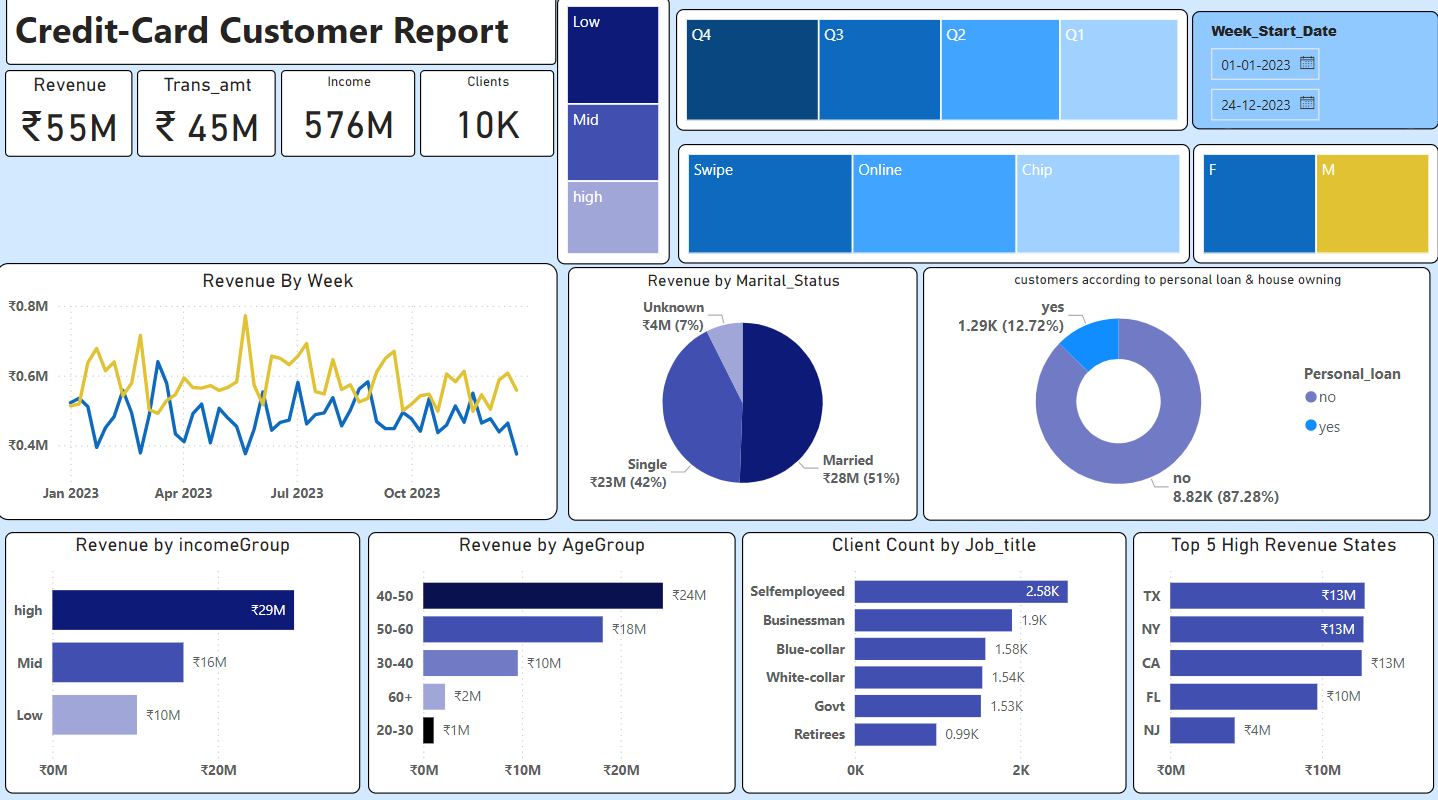 Credit-Card Customer Report
Revenue
₹55M
Trans_amt
₹ 45M
Income
576M
Clients
10K
Low
Mid
high
Q4
Q3
Q2
Q1
Week_Start_Date
01-01-2023
24-12-2023
Swipe
Online
Chip
F
M
Revenue By Week
₹0.8M
₹0.6M
₹0.4M
Jan 2023
Apr 2023
Jul 2023
Oct 2023
Revenue by Marital_Status
Unknown
₹4M (7%)
Single
₹23M (42%)
Married
₹28M (51%)
customers according to personal loan & house owning
yes
1.29K (12.72%)
no
8.82K (87.28%)
Personal_loan
no
yes
Revenue by incomeGroup
high
₹29M
Mid
₹16M
Low
₹10M
₹0M
₹20M
Revenue by AgeGroup
40-50
₹24M
50-60
₹18M
30-40
₹10M
60+
₹2M
20-30
₹1M
₹0M
₹10M
₹20M
Client Count by Job_title
Selfemployeed
2.58K
Businessman
1.9K
Blue-collar
1.58K
White-collar
1.54K
Govt
1.53K
Retirees
0.99K
0K
2K
Top 5 High Revenue States
TX
₹13M
NY
₹13M
CA
₹13M
FL
₹10M
NJ
₹4M
₹0M
₹10M